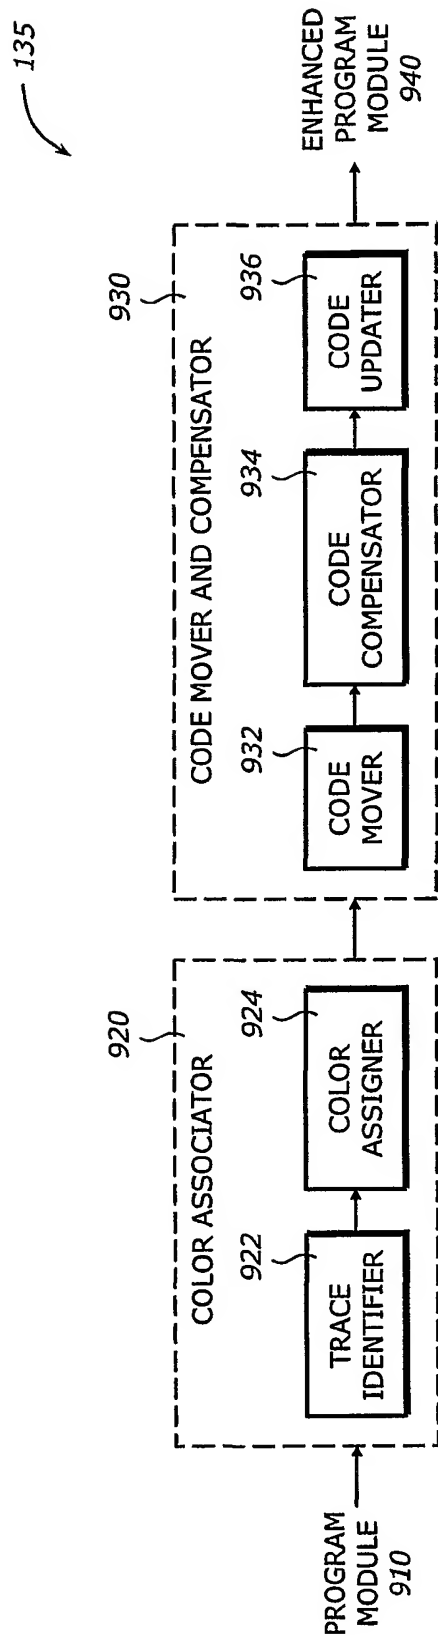 135
PROGRAM
MODULE
910
COLOR ASSOCIATOR
920
TRACE
IDENTIFIER
922
COLOR
ASSIGNER
924
CODE MOVER AND COMPENSATOR
930
CODE
MOVER
932
CODE
COMPENSATOR
934
CODE
UPDATER
936
ENHANCED
PROGRAM
MODULE
940